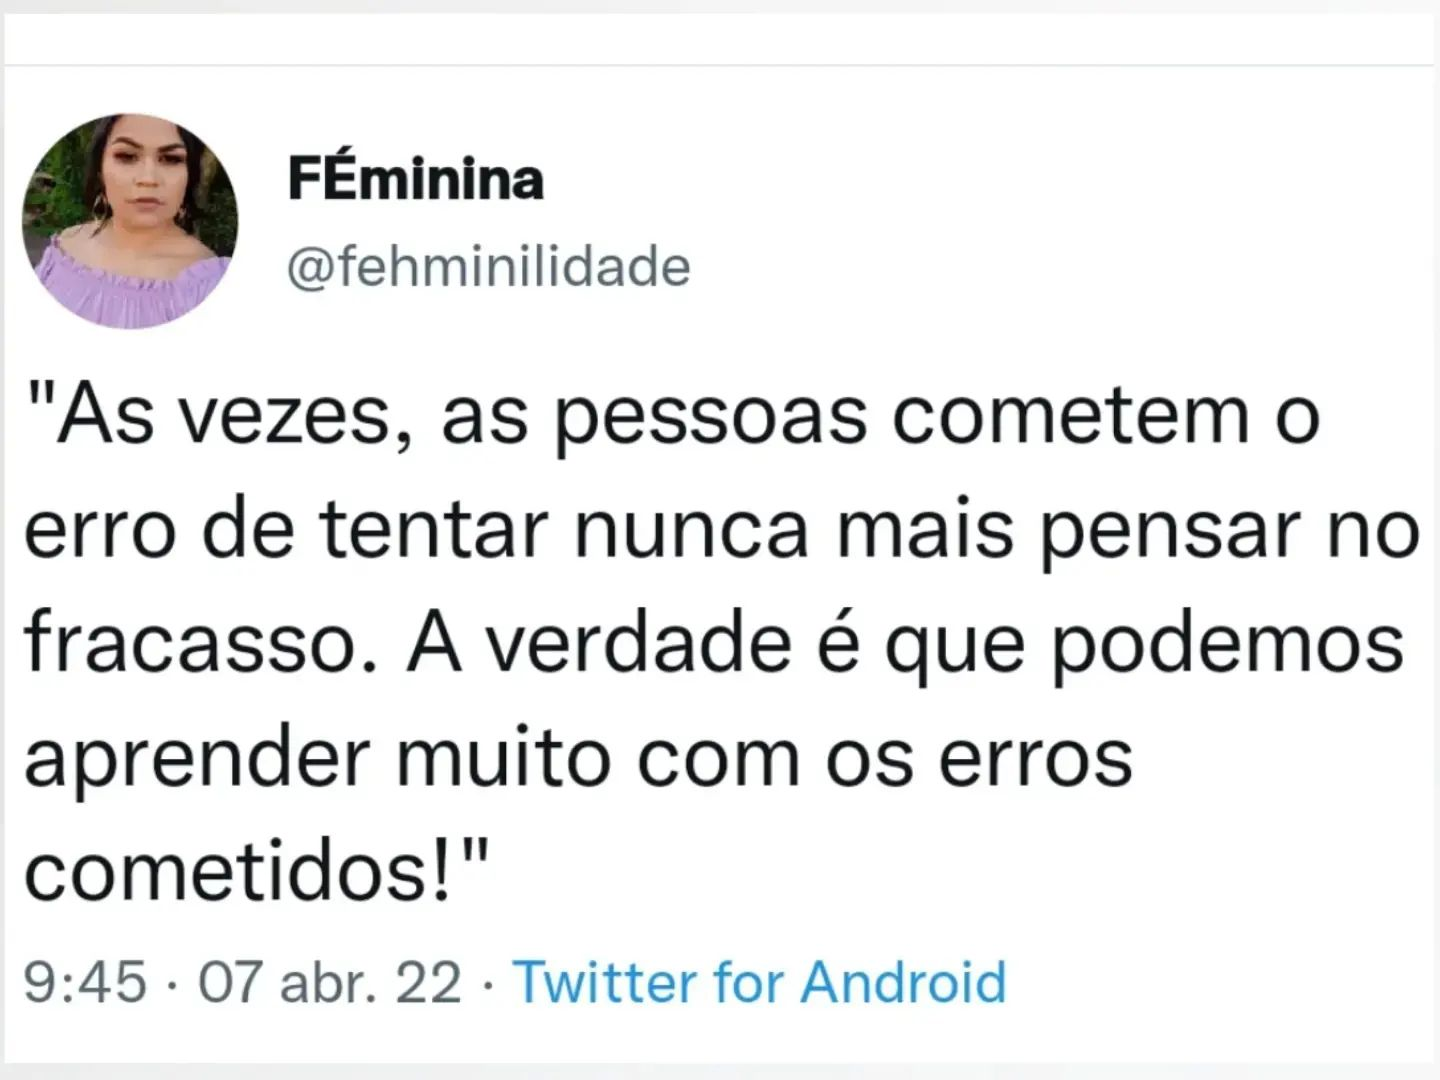 FÉminina
@fehminilidade
"As vezes, as pessoas cometem o
erro de tentar nunca mais pensar no
fracasso. A verdade é que podemos
aprender muito com os erros
cometidos!"
9:45 · 07 abr. 22 · Twitter for Android